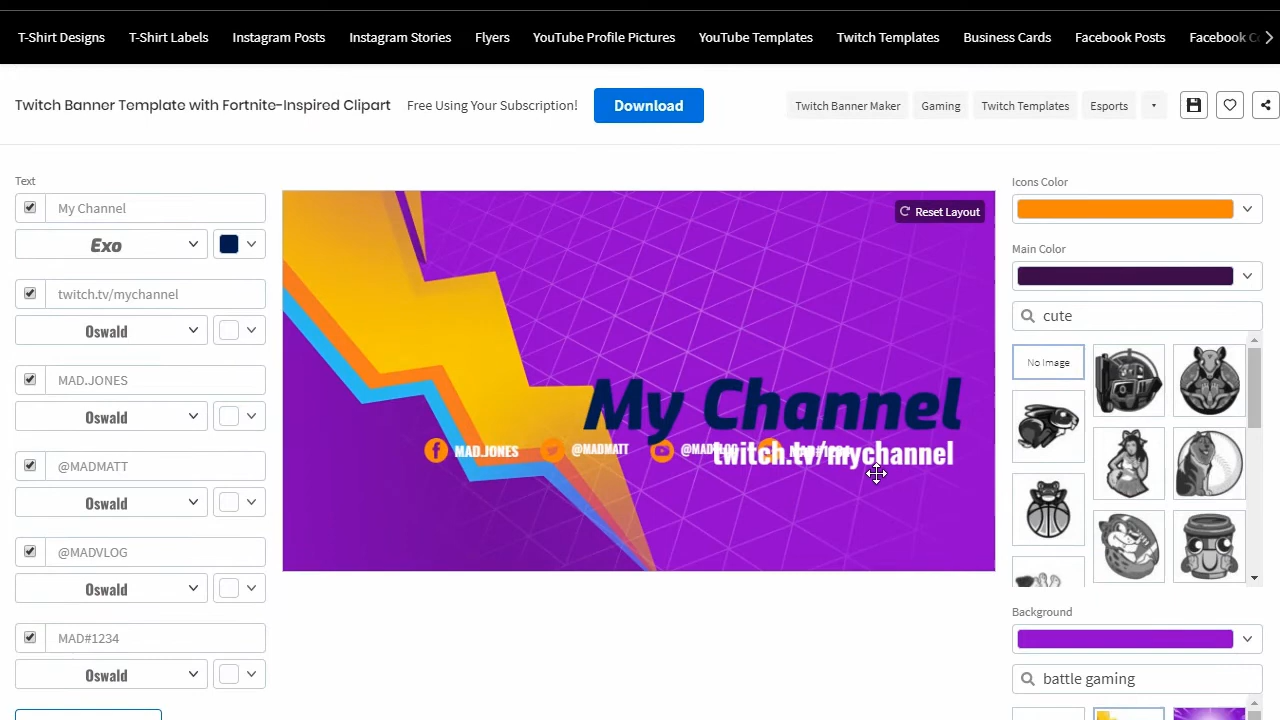 T-Shirt Designs T-Shirt Labels Instagram Posts Instagram Stories Flyers YouTube Profile Pictures YouTube Templates Twitch Templates Business Cards Facebook Posts Facebook
Twitch Banner Template with Fortnite-Inspired Clipart Free Using Your Subscription! Download Twitch Banner Maker Gaming Twitch Templates Esports
Text
My Channel
Exo
twitch.tv/mychannel
Oswald
MAD.JONES
Oswald
@MADMATT
Oswald
@MADVLOG
Oswald
MAD#1234
Oswald
Reset Layout
My Channel
MAD.JONES @MADMATT
twitch.tv/mychannel
Icons Color
Main Color
cute
No Image
Background
battle gaming